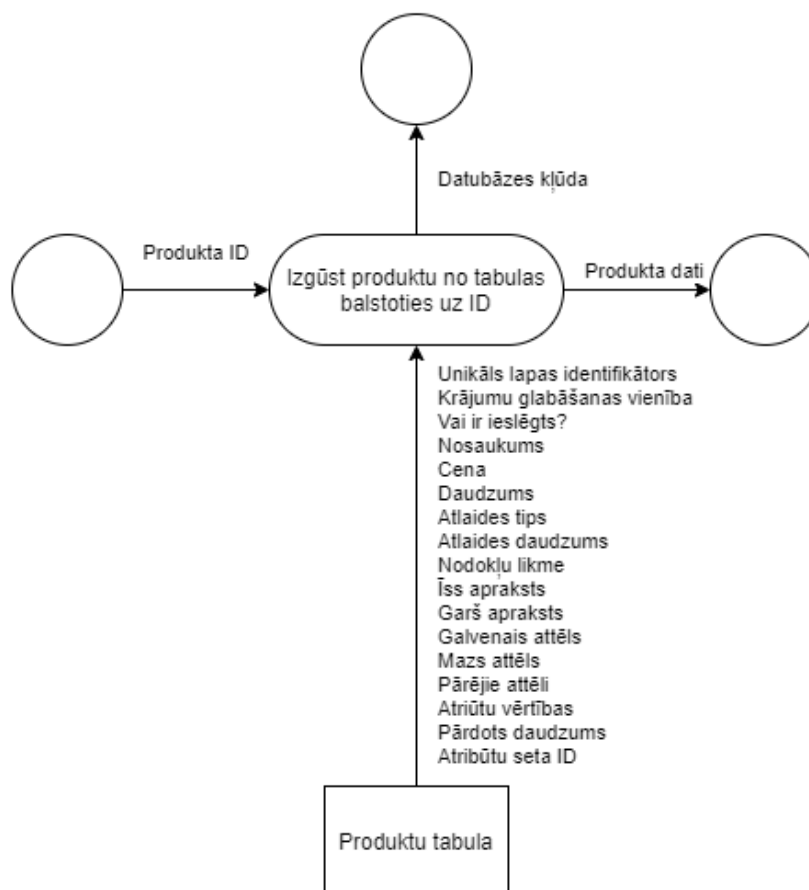 Datubāzes kļūda
Produkta ID
Izgūst produktu no tabulas
balstoties uz ID
Produkta dati
Unikāls lapas identifikātors
Krājumu glabāšanas vienība
Vai ir ieslēgts?
Nosaukums
Cena
Daudzums
Atlaides tips
Atlaides daudzums
Nodokļu likme
Īss apraksts
Garš apraksts
Galvenais attēls
Mazs attēls
Pārējie attēli
Atriūtu vērtības
Pārdots daudzums
Atribūtu seta ID
Produktu tabula